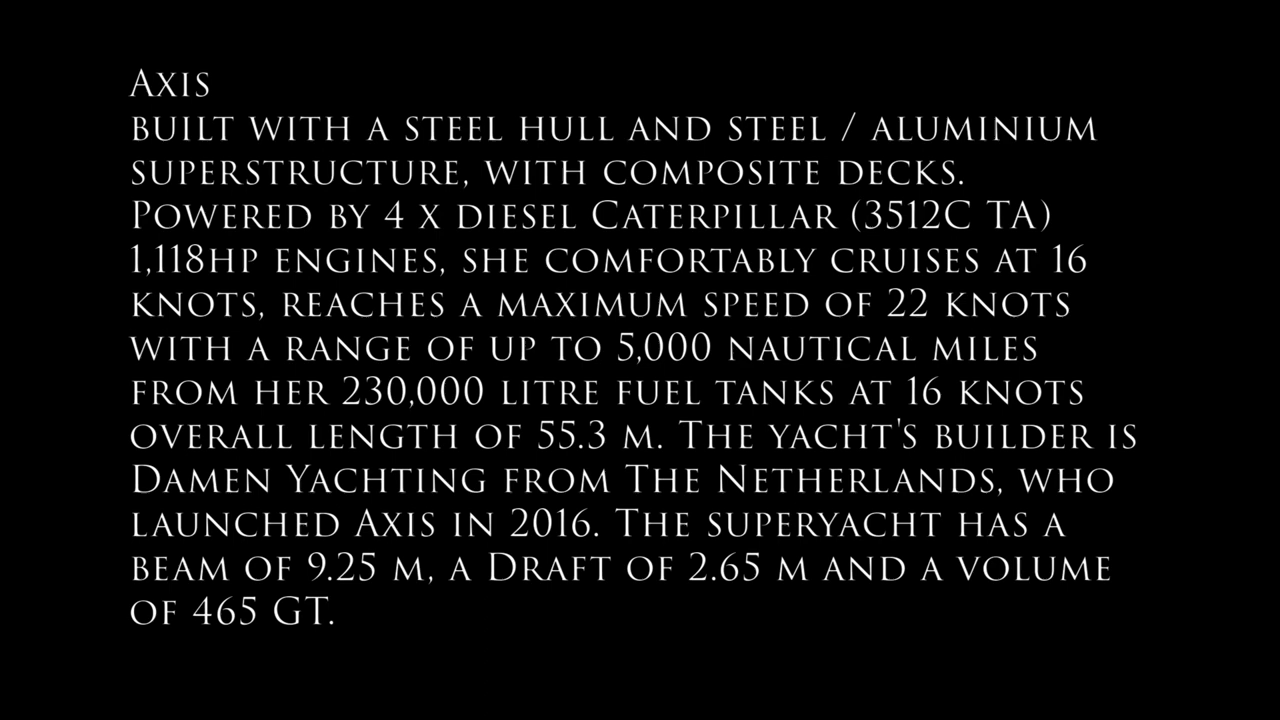 Axis
built with a steel hull and steel / aluminium
superstructure, with composite decks.
Powered by 4 x diesel Caterpillar (3512C TA)
1,118hp engines, she comfortably cruises at 16
knots, reaches a maximum speed of 22 knots
with a range of up to 5,000 nautical miles
from her 230,000 litre fuel tanks at 16 knots
overall length of 55.3 m. The yacht's builder is
Damen Yachting from The Netherlands, who
launched Axis in 2016. The superyacht has a
beam of 9.25 m, a Draft of 2.65 m and a volume
of 465 GT.